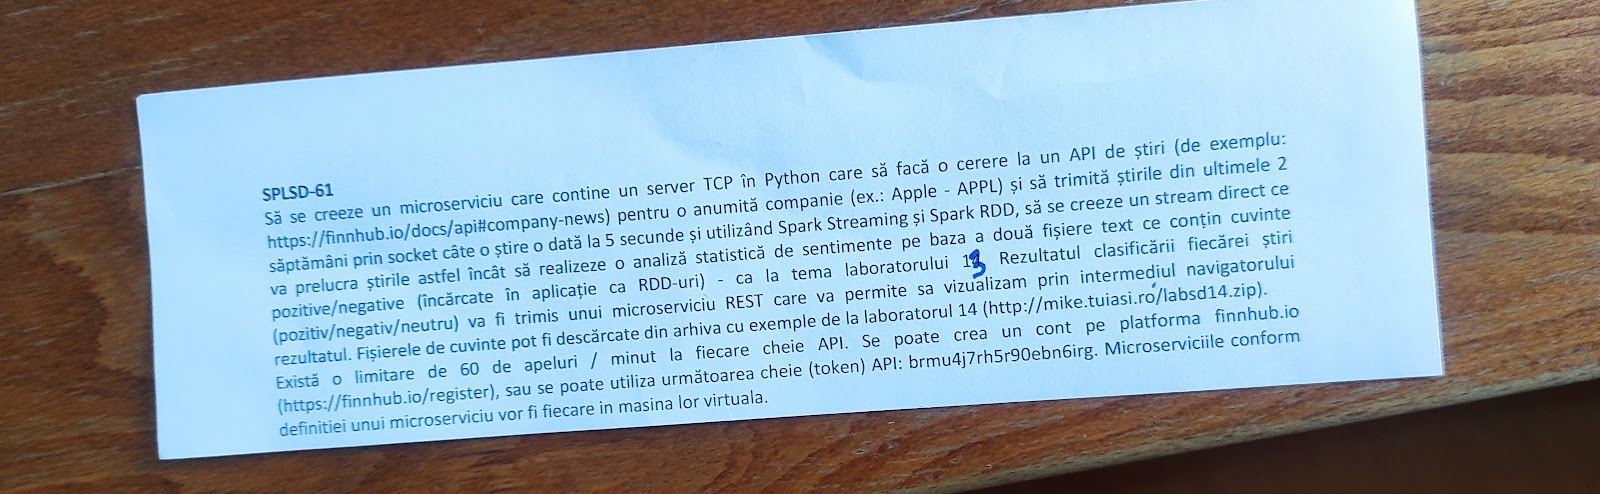 SPLSD-61
Să se creeze un microserviciu care contine un server TCP în Python care să facă o cerere la un API de știri (de exemplu:
https://finnhub.io/docs/api#company-news) pentru o anumită companie (ex.: Apple - APPL) și să trimită știrile din ultimele 2
săptămâni prin socket câte o știre o dată la 5 secunde și utilizând Spark Streaming și Spark RDD, să se creeze un stream direct ce
va prelucra știrile astfel încât să realizeze o analiză statistică de sentimente pe baza a două fișiere text ce conțin cuvinte
pozitive/negative (încărcate în aplicație ca RDD-uri) - ca la tema laboratorului 13 Rezultatul clasificării fiecărei știri
(pozitiv/negativ/neutru) va fi trimis unui microserviciu REST care va permite sa vizualizam prin intermediul navigatorului
rezultatul. Fișierele de cuvinte pot fi descărcate din arhiva cu exemple de la laboratorul 14 (http://mike.tuiasi.ro/labsd14.zip).
Există o limitare de 60 de apeluri / minut la fiecare cheie API. Se poate crea un cont pe platforma finnhub.io
(https://finnhub.io/register), sau se poate utiliza următoarea cheie (token) API: brmu4j7rh5r90ebn6irg. Microserviciile conform
definitiei unui microserviciu vor fi fiecare in masina lor virtuala.